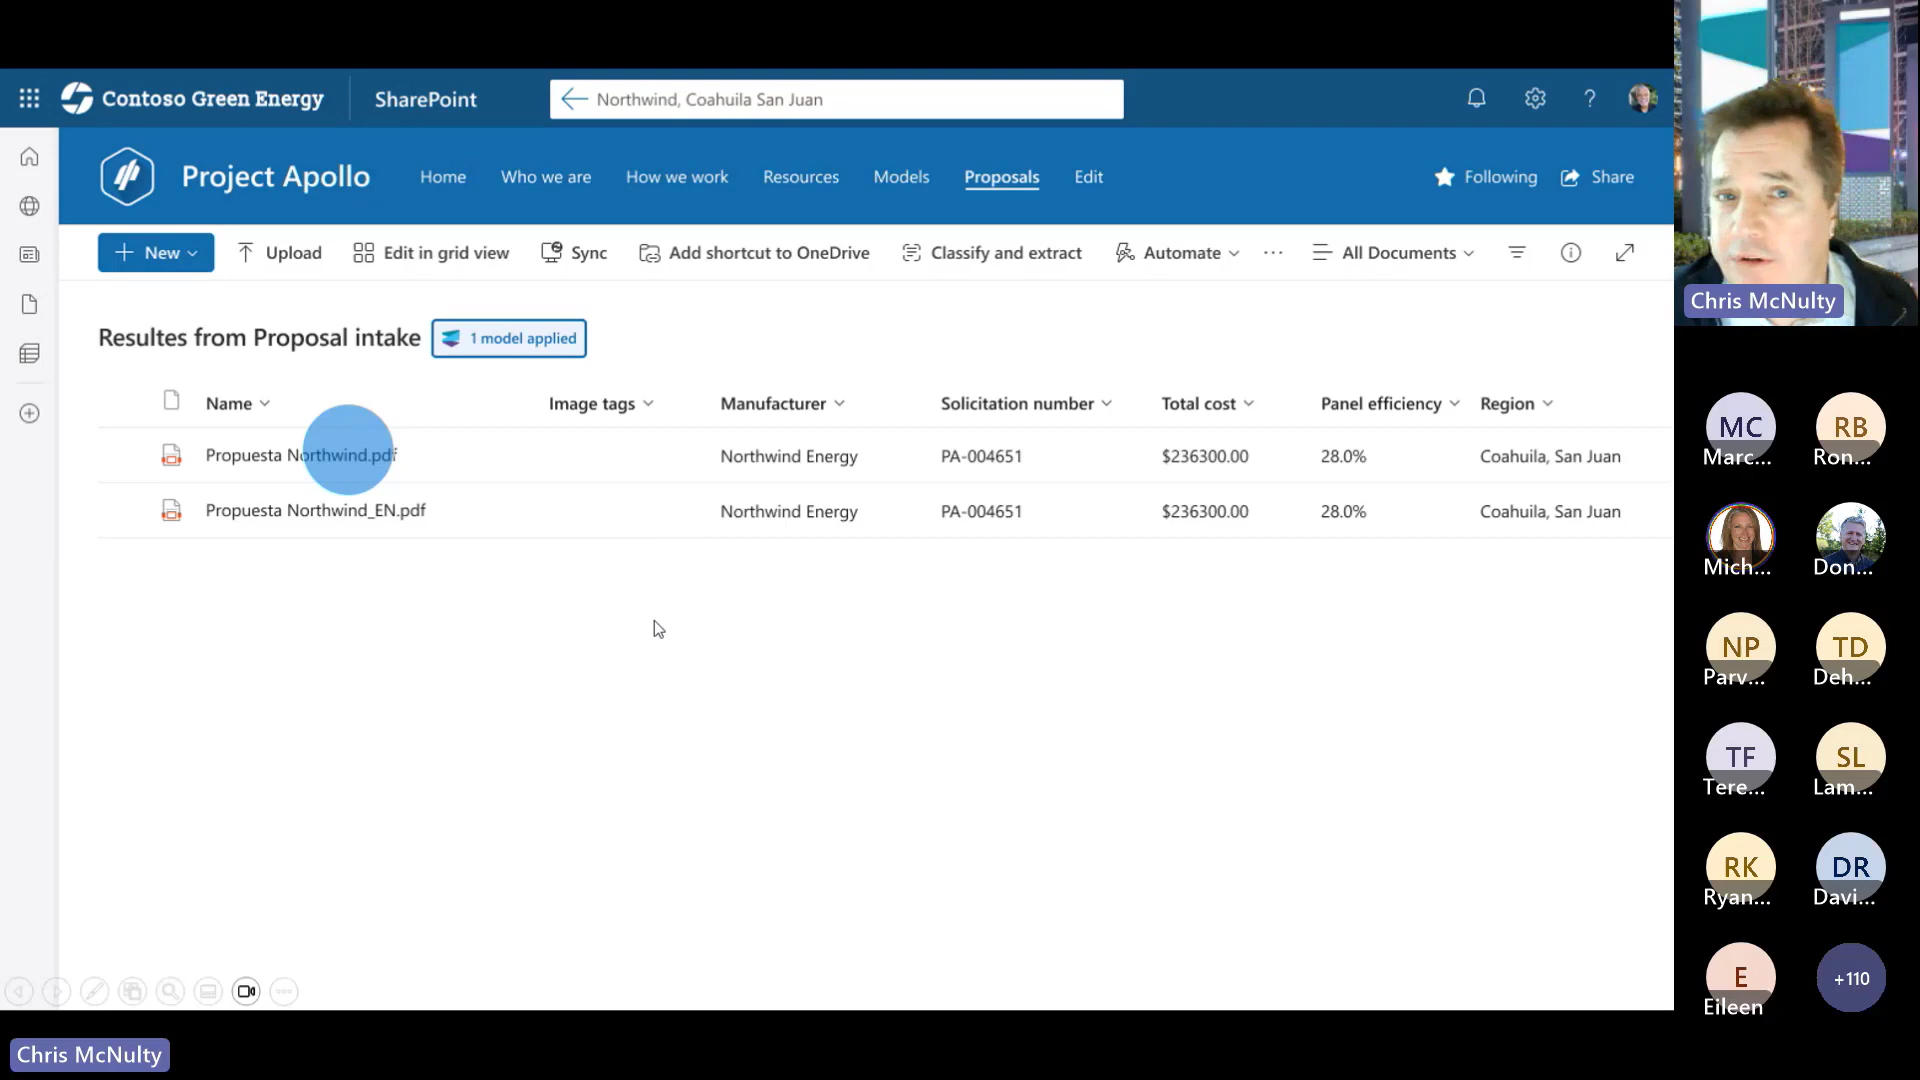 Contoso Green Energy
SharePoint
Northwind, Coahuila San Juan
?
Project Apollo
Home
Who we are
How we work
Resources
Models
Proposals
Edit
Following
Share
New
Upload
Edit in grid view
Sync
Add shortcut to OneDrive
Classify and extract
Automate
All Documents
Resultes from Proposal intake
1 model applied
Name
Image tags
Manufacturer
Solicitation number
Total cost
Panel efficiency
Region
Propuesta Northwind.pdf
Northwind Energy
PA-004651
$236300.00
28.0%
Coahuila, San Juan
Propuesta Northwind_EN.pdf
Northwind Energy
PA-004651
$236300.00
28.0%
Coahuila, San Juan
Chris McNulty
MC
Marc...
RB
Ron...
Mich...
Don...
NP
Parv...
TD
Deh...
TF
Tere...
SL
Lam...
RK
Ryan...
DR
Davi...
E
Eileen
+110
Chris McNulty